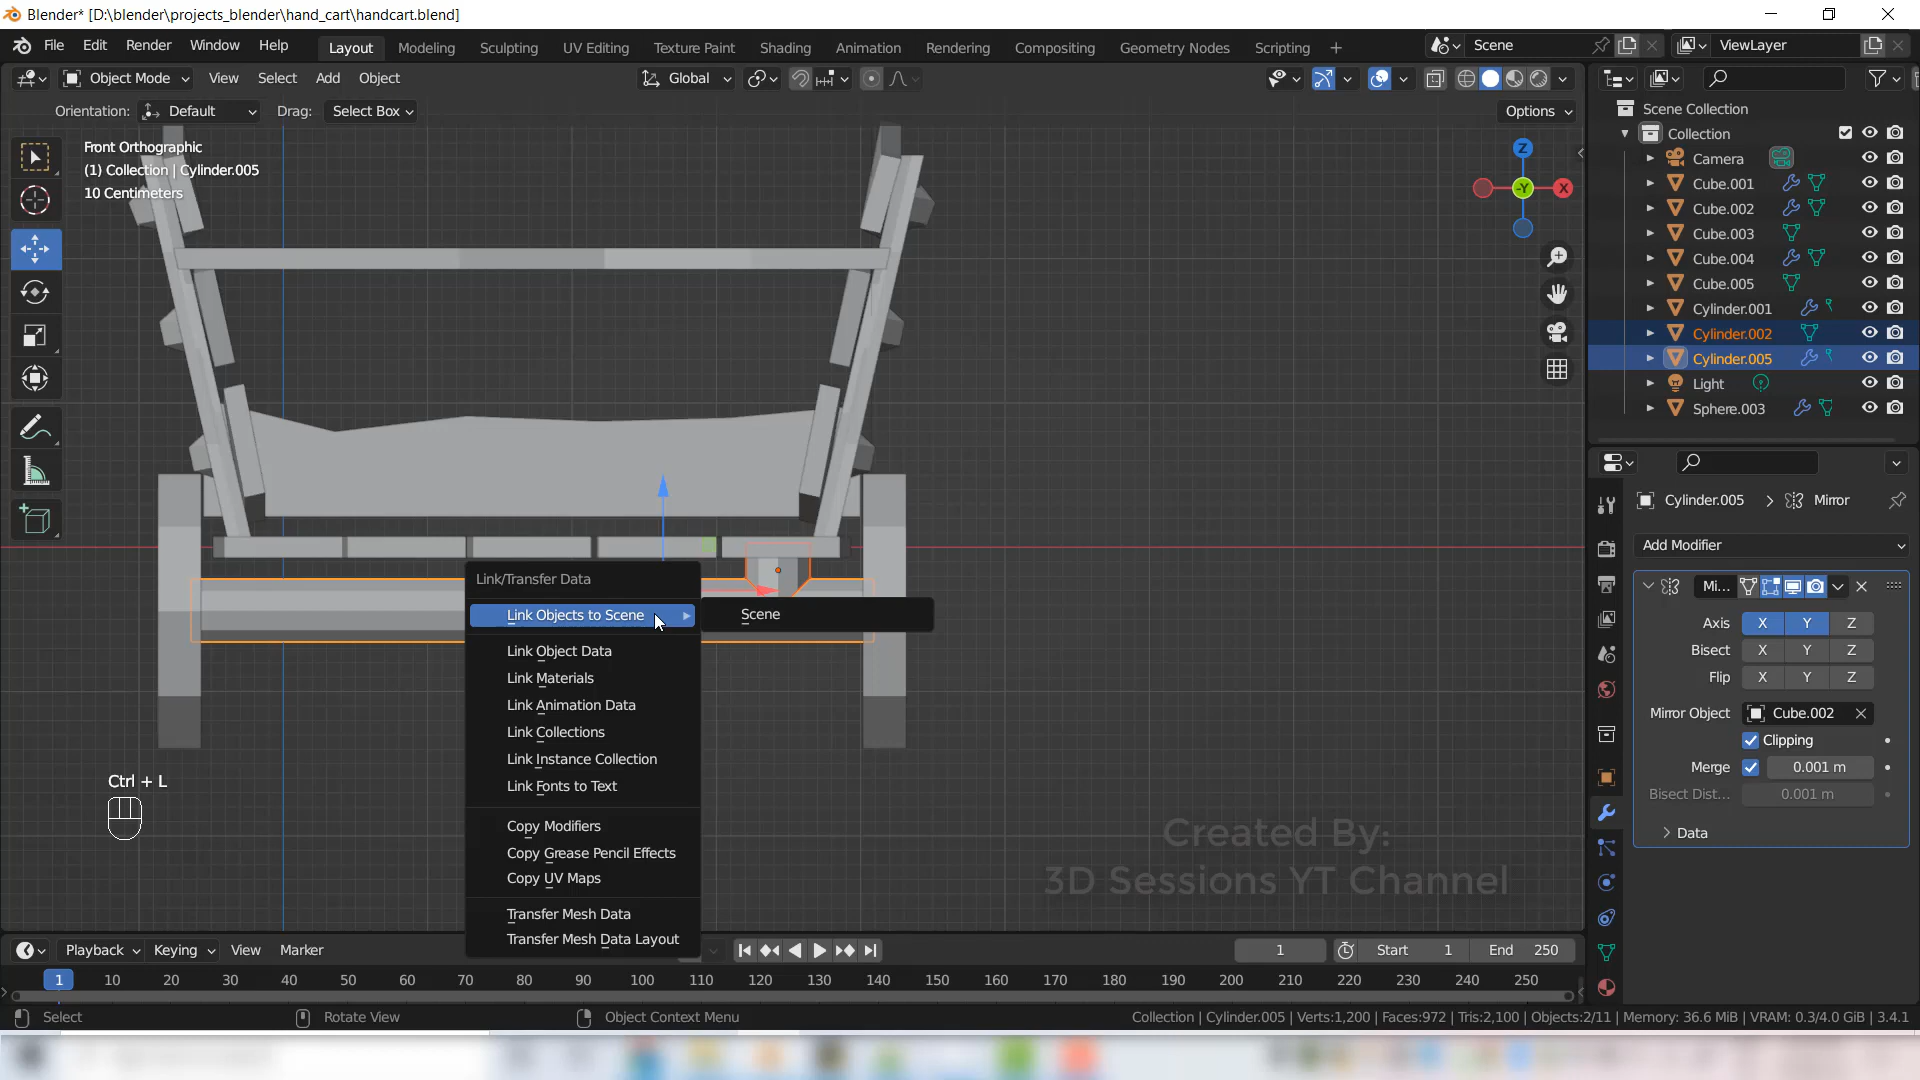 Blender* [D:\blender\projects_blender\hand_cart\handcart.blend]
File Edit Render Window Help Layout Modeling Sculpting UV Editing Texture Paint Shading Animation Rendering Compositing Geometry Nodes Scripting + Scene ViewLayer
Object Mode View Select Add Object Global
Orientation: Default Drag: Select Box Options
Front Orthographic
(1) Collection | Cylinder.005
10 Centimeters
Z
-Y X
Scene Collection
Collection
Camera
Cube.001
Cube.002
Cube.003
Cube.004
Cube.005
Cylinder.001
Cylinder.002
Cylinder.005
Light
Sphere.003
Link/Transfer Data
Link Objects to Scene
Scene
Link Object Data
Link Materials
Link Animation Data
Link Collections
Link Instance Collection
Link Fonts to Text
Copy Modifiers
Copy Grease Pencil Effects
Copy UV Maps
Transfer Mesh Data
Transfer Mesh Data Layout
Ctrl + L
Cylinder.005 > Mirror
Add Modifier
Mi...
Axis X Y Z
Bisect X Y Z
Flip X Y Z
Mirror Object Cube.002
Clipping
Merge 0.001 m
Bisect Dist... 0.001 m
Data
Created By:
3D Sessions YT Channel
Playback Keying View Marker 1 Start 1 End 250
1 10 20 30 40 50 60 70 80 90 100 110 120 130 140 150 160 170 180 190 200 210 220 230 240 250
Select Rotate View Object Context Menu Collection | Cylinder.005 | Verts:1,200 | Faces:972 | Tris:2,100 | Objects:2/11 | Memory: 36.6 MiB | VRAM: 0.3/4.0 GiB | 3.4.1